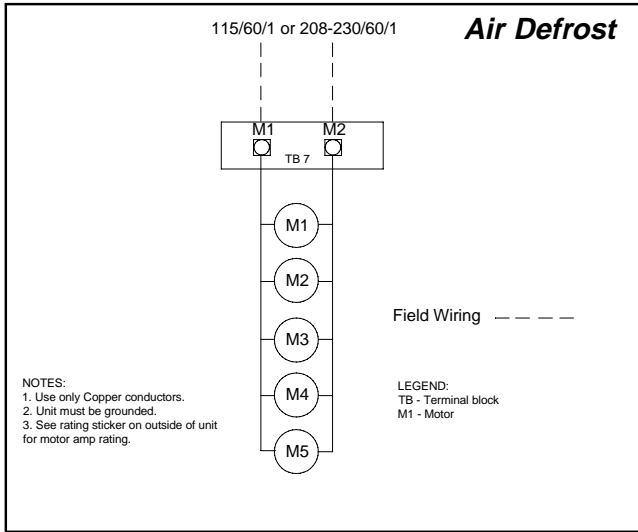 115/60/1 or 208-230/60/1
Air Defrost
M1
M2
TB 7
M1
M2
M3
M4
M5
Field Wiring
NOTES:
1. Use only Copper conductors.
2. Unit must be grounded.
3. See rating sticker on outside of unit
for motor amp rating.
LEGEND:
TB - Terminal block
M1 - Motor